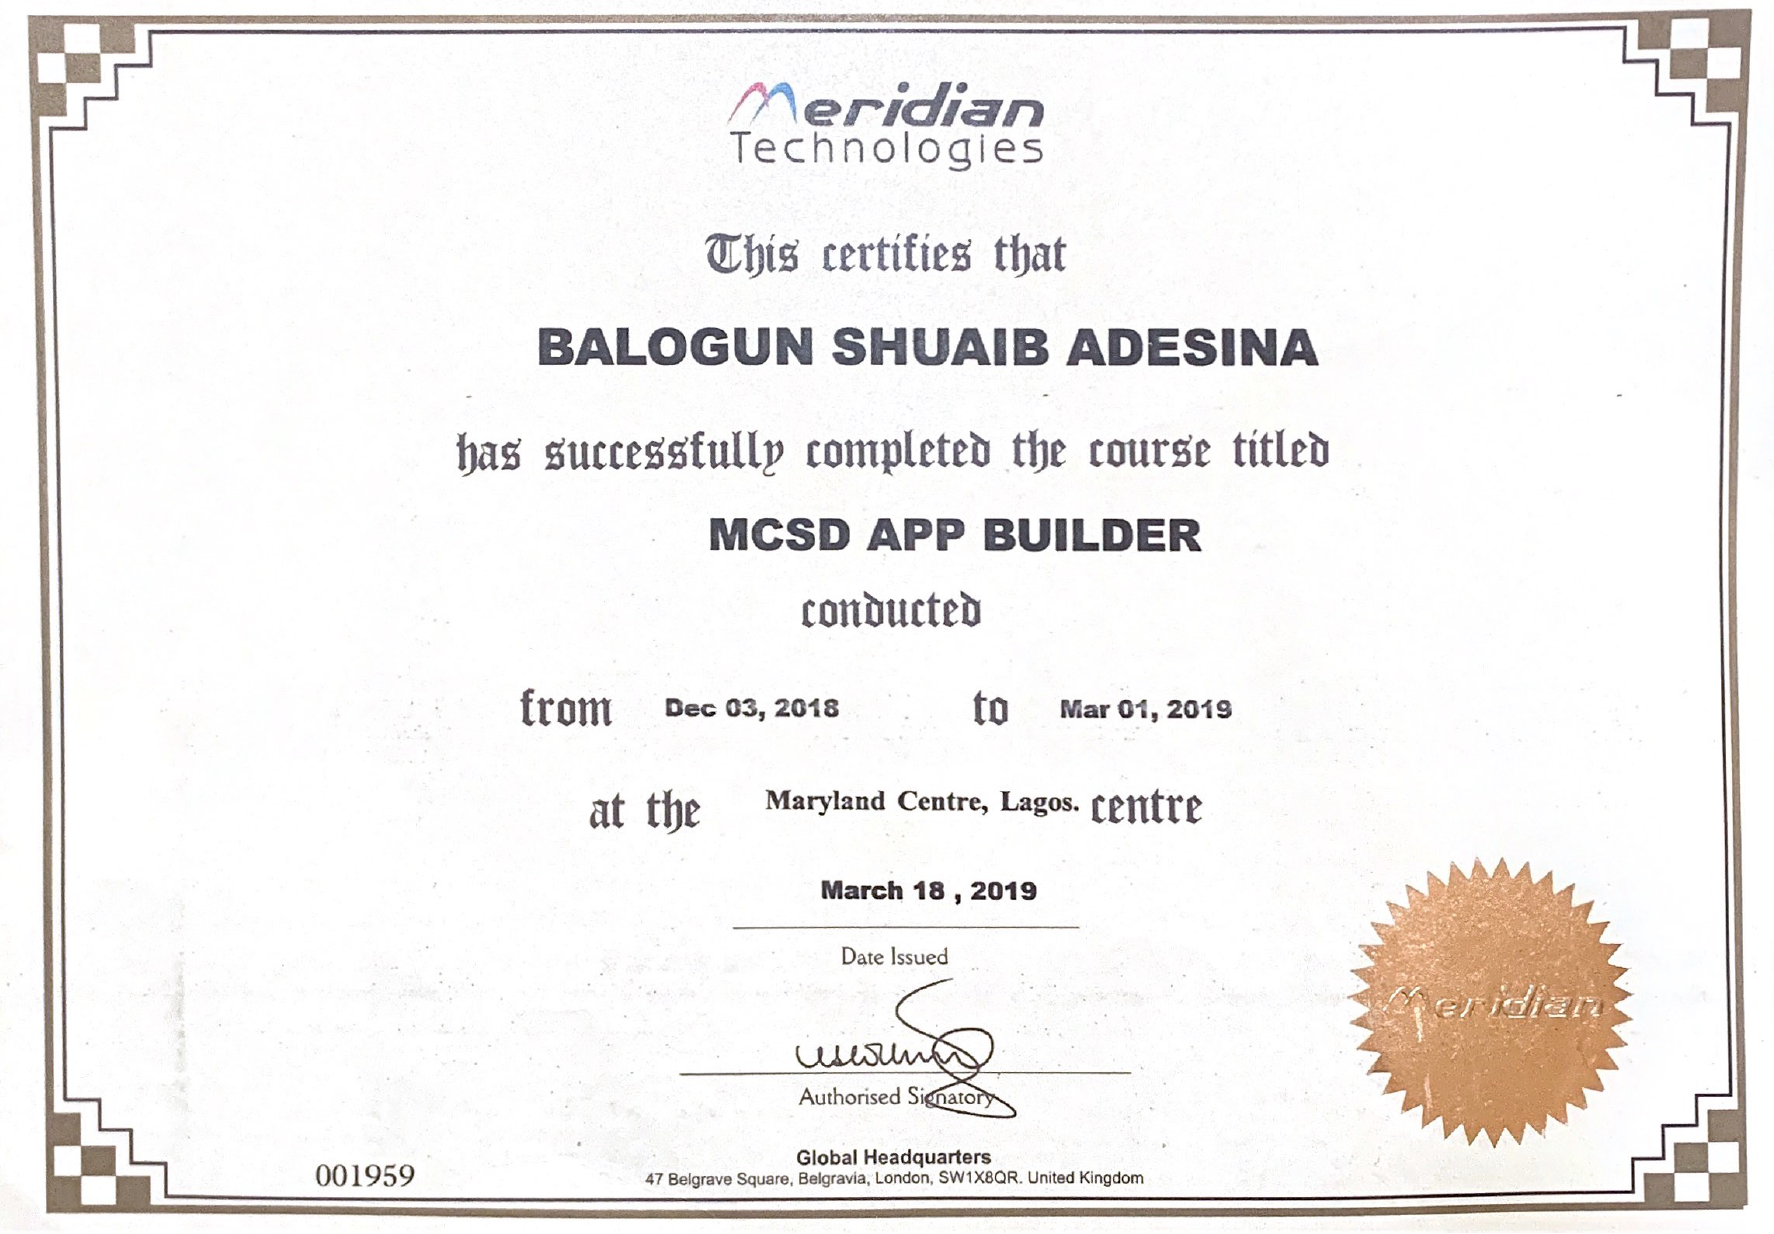 Meridian
Technologies
This certifies that
BALOGUN SHUAIB ADESINA
has successfully completed the course titled
MCSD APP BUILDER
conducted
from Dec 03, 2018 to Mar 01, 2019
at the Maryland Centre, Lagos. centre
March 18 , 2019
Date Issued
Authorised Signatory
Meridian
Global Headquarters
47 Belgrave Square, Belgravia, London, SW1X8QR. United Kingdom
001959